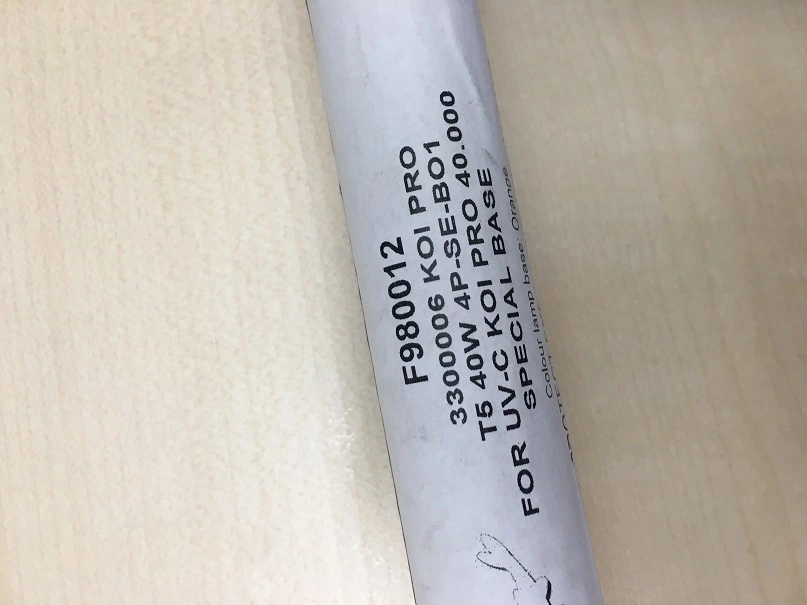 F980012
3300006 KOI PRO
T5 40W 4P-SE-BO1
FOR UV-C KOI PRO 40.000
SPECIAL BASE
Colour lamp base: Orange